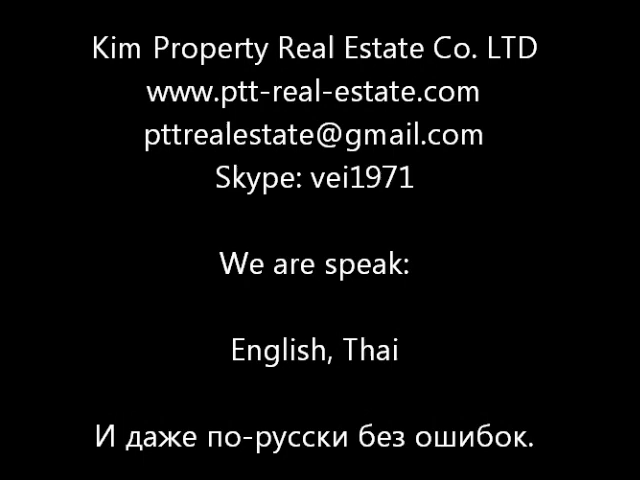 Kim Property Real Estate Co. LTD
www.ptt-real-estate.com
pttrealestate@gmail.com
Skype: vei1971
We are speak:
English, Thai
И даже по-русски без ошибок.